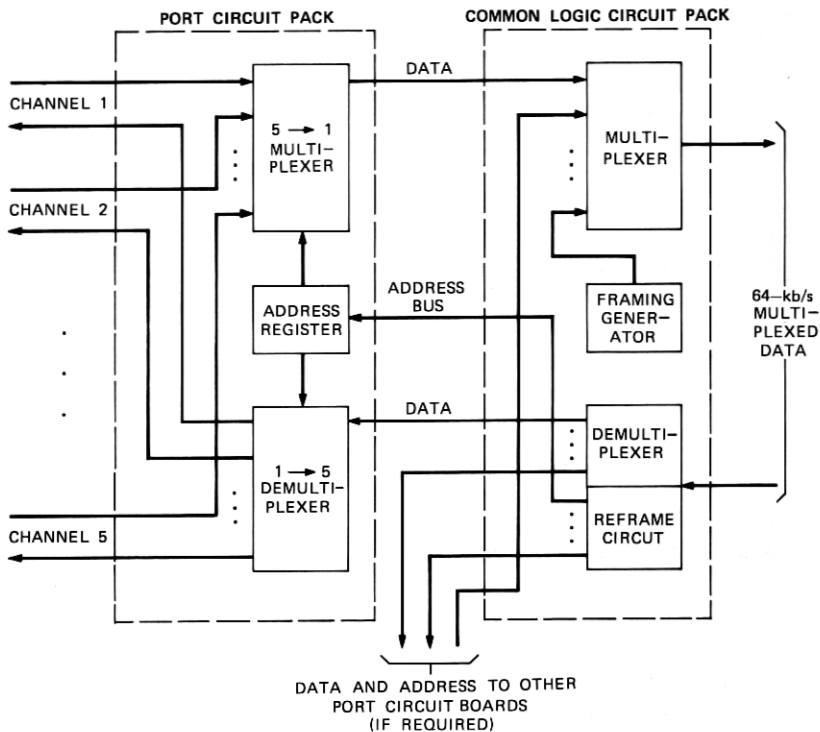 PORT CIRCUIT PACK
COMMON LOGIC CIRCUIT PACK
CHANNEL 1
5 → 1
MULTI-
PLEXER
DATA
MULTI-
PLEXER
CHANNEL 2
ADDRESS
REGISTER
ADDRESS
BUS
FRAMING
GENER-
ATOR
64-kb/s
MULTI-
PLEXED
DATA
DATA
1 → 5
DEMULTI-
PLEXER
DEMULTI-
PLEXER
REFRAME
CIRCUT
CHANNEL 5
DATA AND ADDRESS TO OTHER
PORT CIRCUIT BOARDS
(IF REQUIRED)